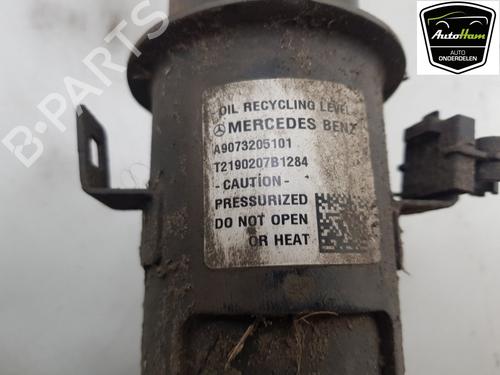 AutoHam
AUTO
ONDERDELEN
B-PARTS
OIL RECYCLING LEVEL
MERCEDES BENZ
A9073205101
T2190207B1284
- CAUTION -
PRESSURIZED
DO NOT OPEN
OR HEAT